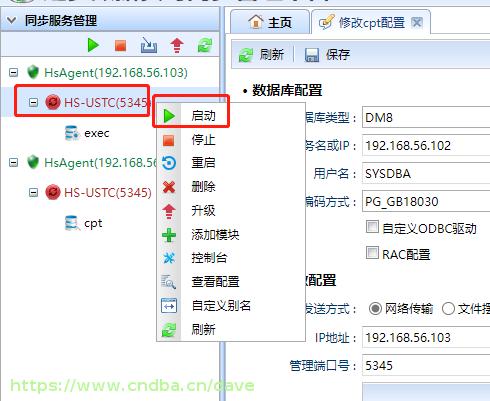 同步服务管理
HsAgent(192.168.56.103)
HS-USTC(5345)
exec
HsAgent(192.168.56
HS-USTC(5345)
cpt
启动
停止
重启
删除
升级
添加模块
控制台
查看配置
自定义别名
刷新
主页
修改cpt配置
刷新
保存
• 数据库配置
据库类型: DM8
务名或IP: 192.168.56.102
用户名: SYSDBA
编码方式: PG_GB18030
自定义ODBC驱动
RAC配置
配置
发送方式: 网络传输 文件摆
IP地址: 192.168.56.103
管理端口号: 5345
https://www.cndba.cn/dave